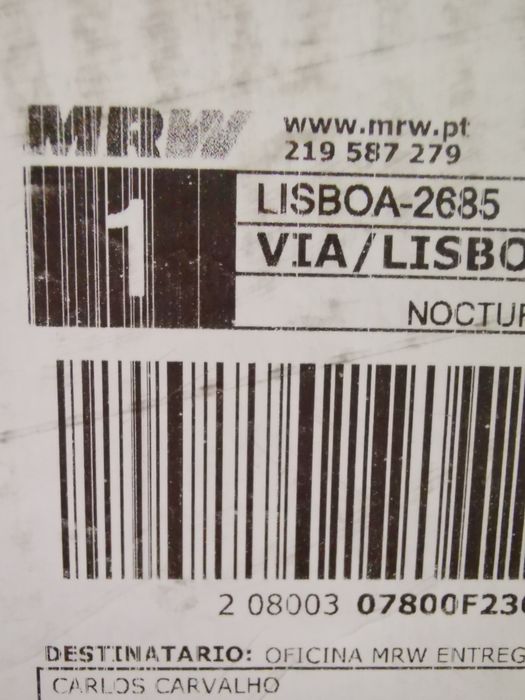 MRW
www.mrw.pt
219 587 279
1
LISBOA-2685
VIA/LISBO
NOCTUR
2 08003 07800F230
DESTINATARIO: OFICINA MRW ENTREG
CARLOS CARVALHO